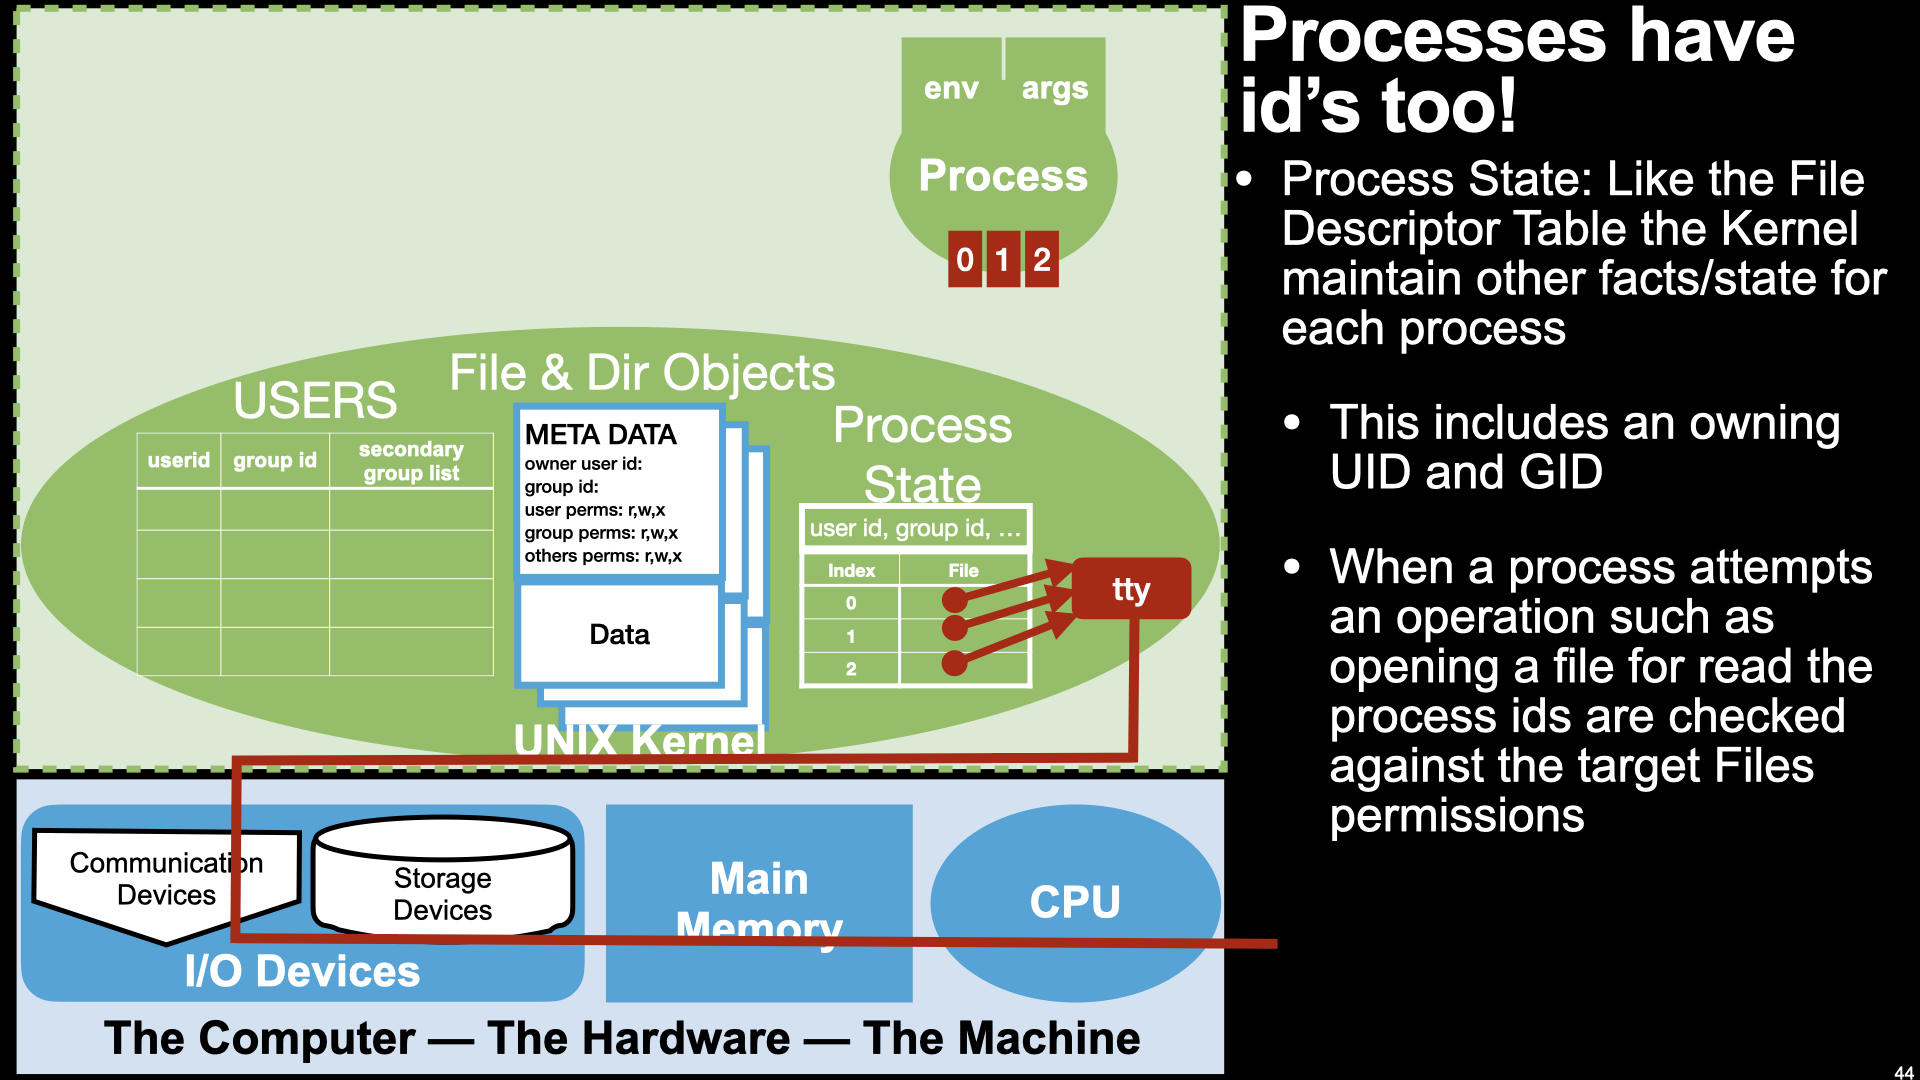 Processes have
id’s too!
• Process State: Like the File
Descriptor Table the Kernel
maintain other facts/state for
each process
• This includes an owning
UID and GID
• When a process attempts
an operation such as
opening a file for read the
process ids are checked
against the target Files
permissions
env args
Process
0 1 2
USERS
userid group id secondary
group list
File & Dir Objects
META DATA
owner user id:
group id:
user perms: r,w,x
group perms: r,w,x
others perms: r,w,x
Data
Process
State
user id, group id, …
Index File
0
1
2
tty
UNIX Kernel
Communication
Devices
Storage
Devices
I/O Devices
Main
Memory
CPU
The Computer — The Hardware — The Machine
44